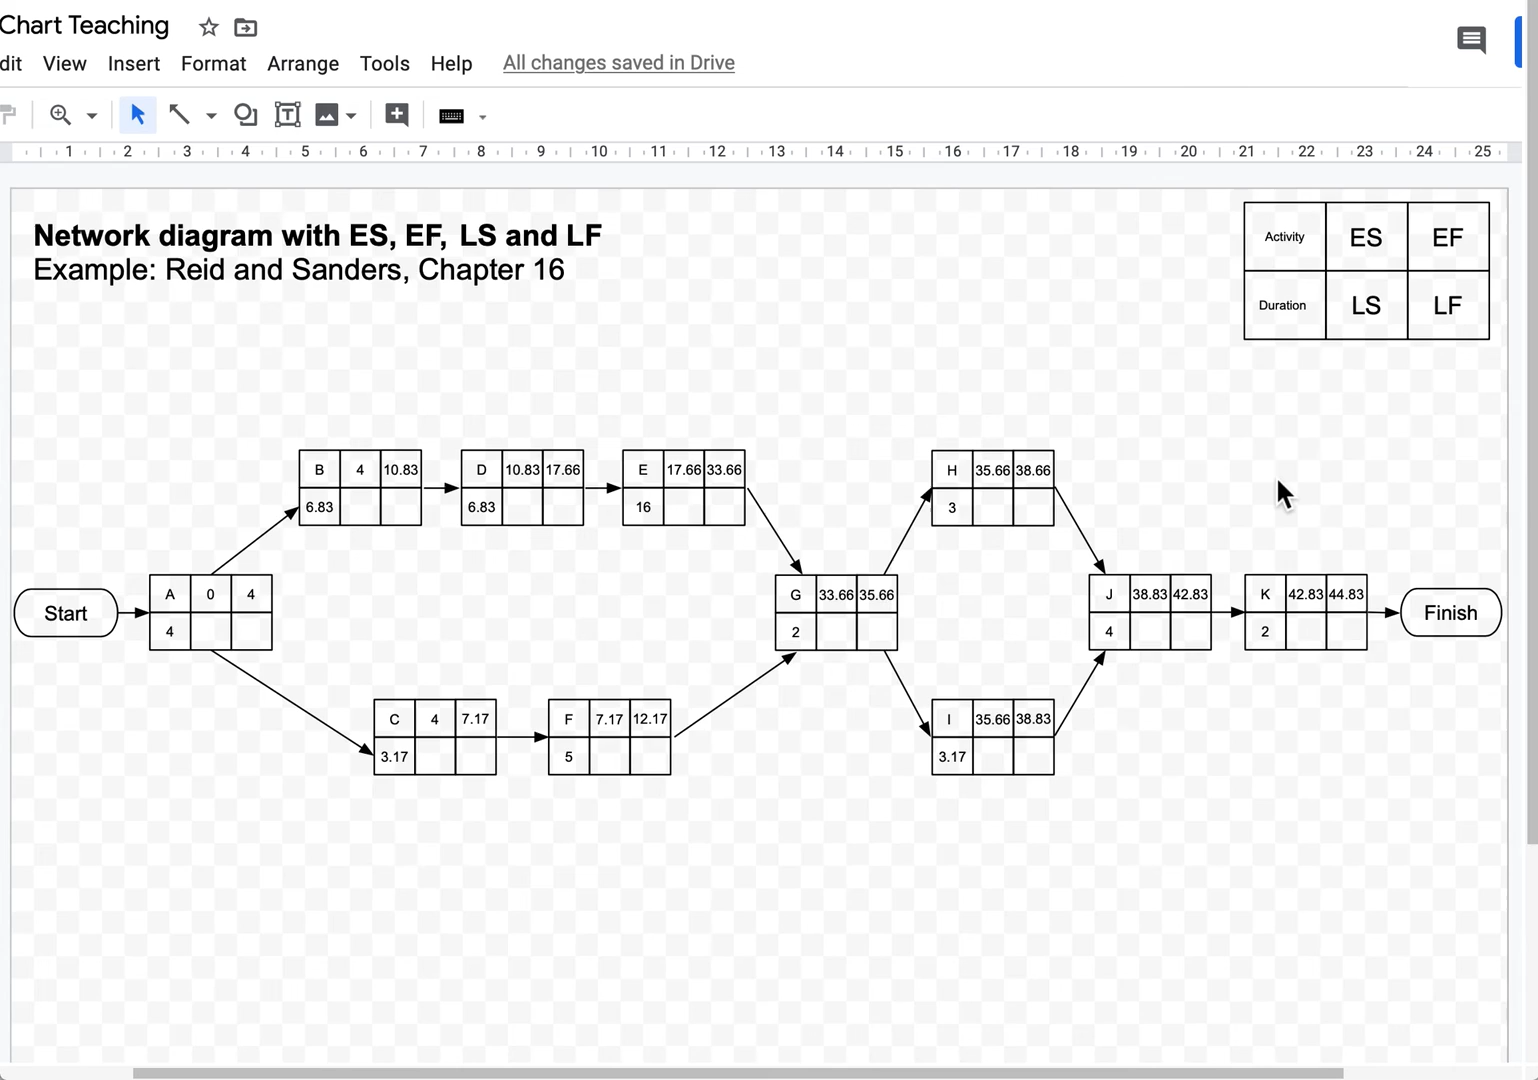 Chart Teaching
dit View Insert Format Arrange Tools Help All changes saved in Drive
1 2 3 4 5 6 7 8 9 10 11 12 13 14 15 16 17 18 19 20 21 22 23 24 25
Network diagram with ES, EF, LS and LF
Example: Reid and Sanders, Chapter 16
Activity ES EF
Duration LS LF
B 4 10.83
6.83
D 10.83 17.66
6.83
E 17.66 33.66
16
H 35.66 38.66
3
Start
A 0 4
4
G 33.66 35.66
2
J 38.83 42.83
4
K 42.83 44.83
2
Finish
C 4 7.17
3.17
F 7.17 12.17
5
I 35.66 38.83
3.17